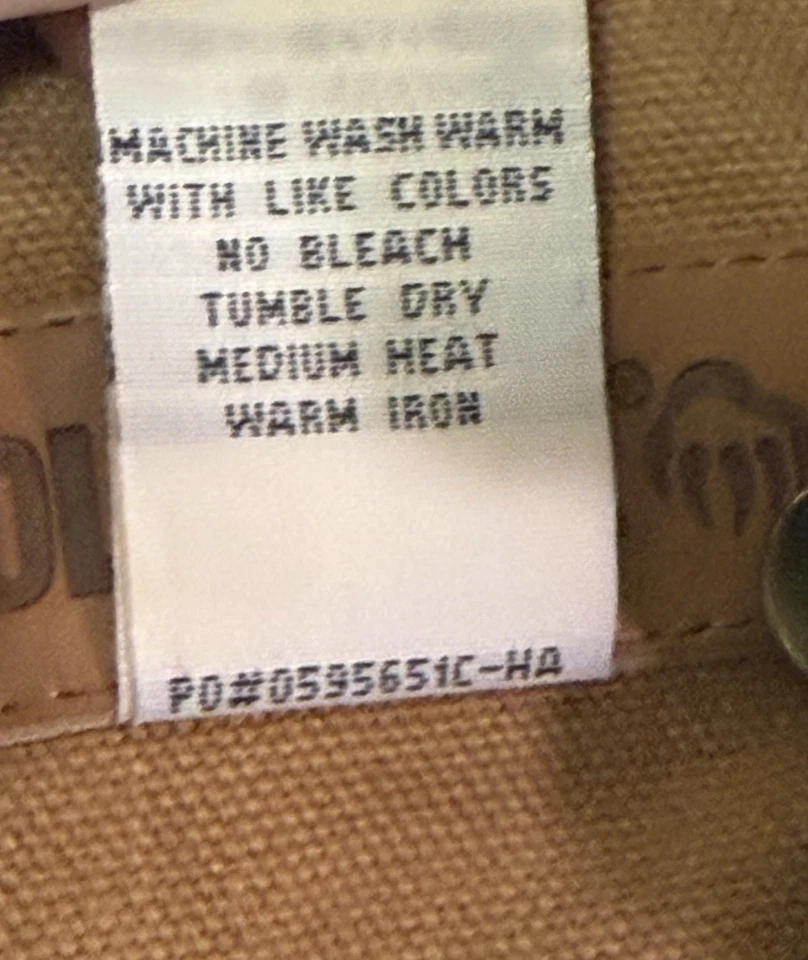 MACHINE WASH WARM
WITH LIKE COLORS
NO BLEACH
TUMBLE DRY
MEDIUM HEAT
WARM IRON
PO#0595651C-HA